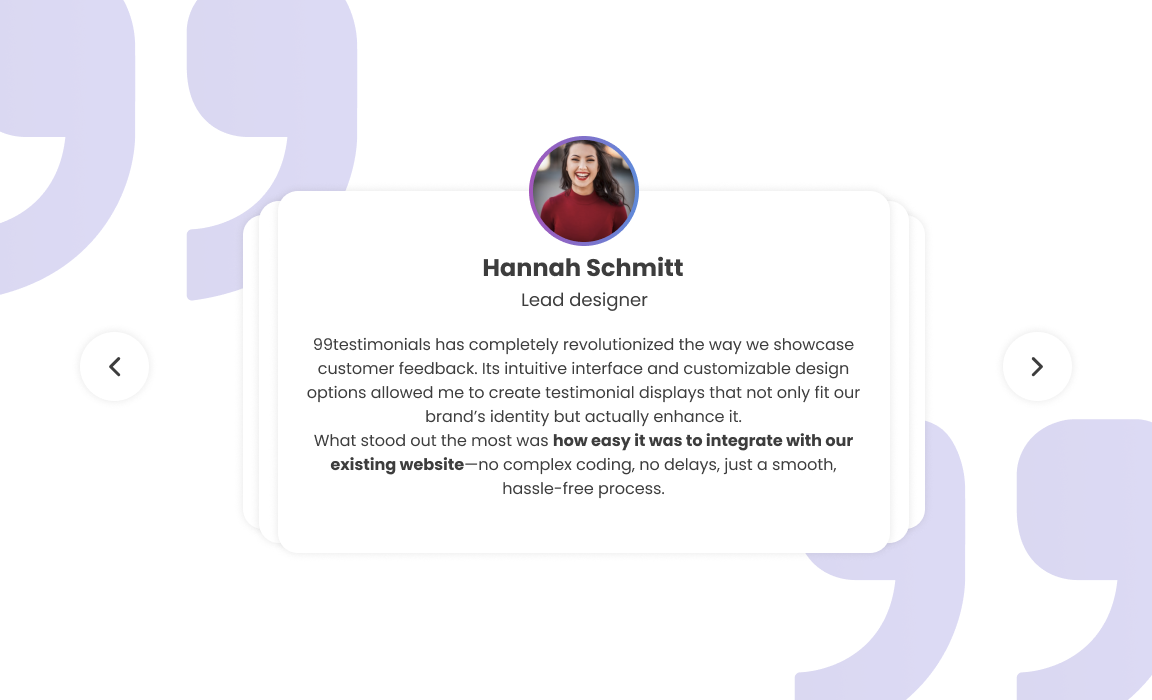 Hannah Schmitt
Lead designer
99testimonials has completely revolutionized the way we showcase
customer feedback. Its intuitive interface and customizable design
options allowed me to create testimonial displays that not only fit our
brand’s identity but actually enhance it.
What stood out the most was how easy it was to integrate with our
existing website—no complex coding, no delays, just a smooth,
hassle-free process.